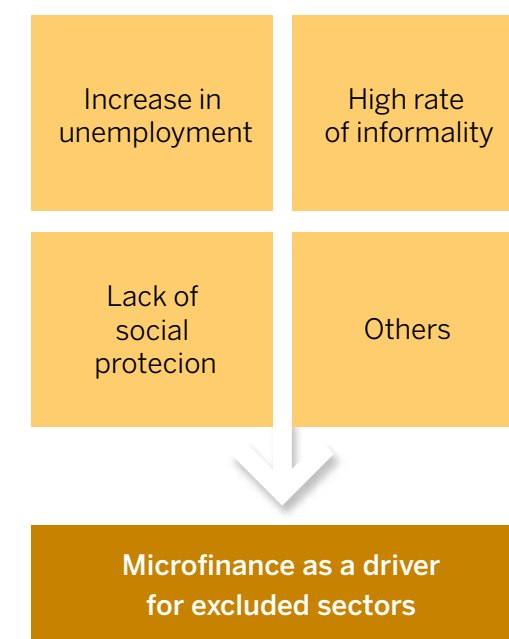 Increase in
unemployment
High rate
of informality
Lack of
social
protecion
Others
Microfinance as a driver
for excluded sectors